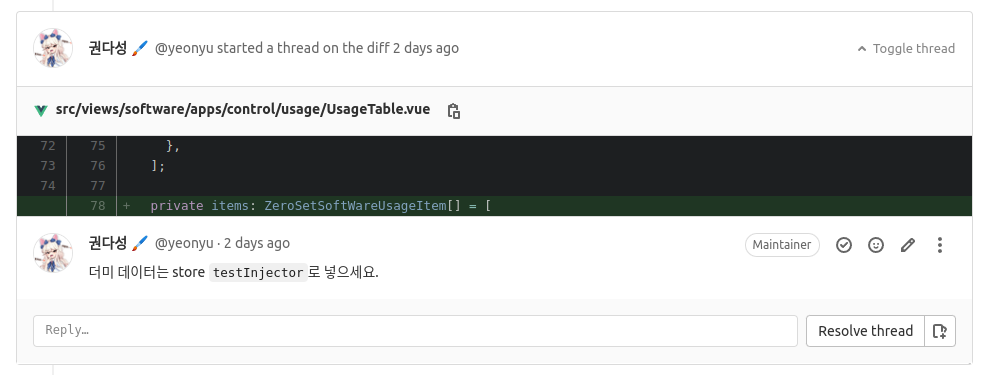 권다성 🖌️ @yeonyu started a thread on the diff 2 days ago
Toggle thread
src/views/software/apps/control/usage/UsageTable.vue
72 75 },
73 76 ];
74 77
78 + private items: ZeroSetSoftWareUsageItem[] = [
권다성 🖌️ @yeonyu · 2 days ago
Maintainer
더미 데이터는 store testInjector 로 넣으세요.
Reply…
Resolve thread